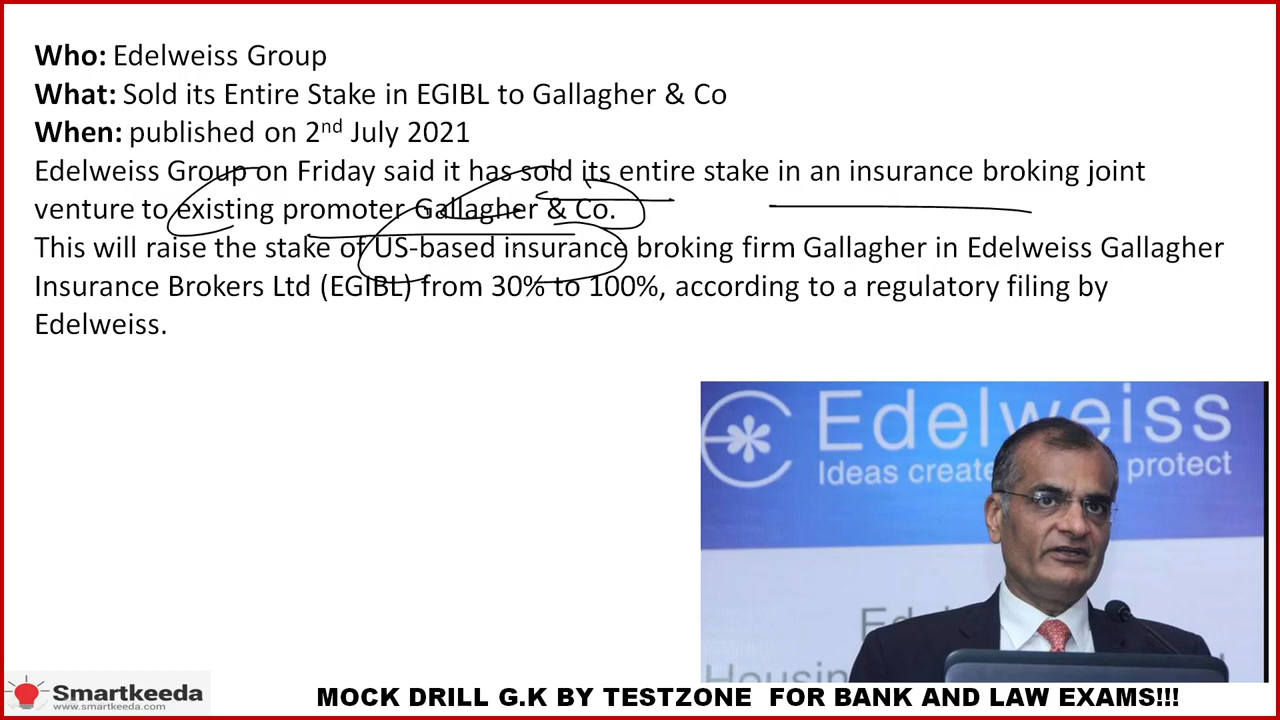 Who: Edelweiss Group
What: Sold its Entire Stake in EGIBL to Gallagher & Co
When: published on 2nd July 2021
Edelweiss Group on Friday said it has sold its entire stake in an insurance broking joint
venture to existing promoter Gallagher & Co.
This will raise the stake of US-based insurance broking firm Gallagher in Edelweiss Gallagher
Insurance Brokers Ltd (EGIBL) from 30% to 100%, according to a regulatory filing by
Edelweiss.
Edelweiss
Ideas create protect
Edel
Housin
Smartkeeda
www.smartkeeda.com
MOCK DRILL G.K BY TESTZONE FOR BANK AND LAW EXAMS!!!